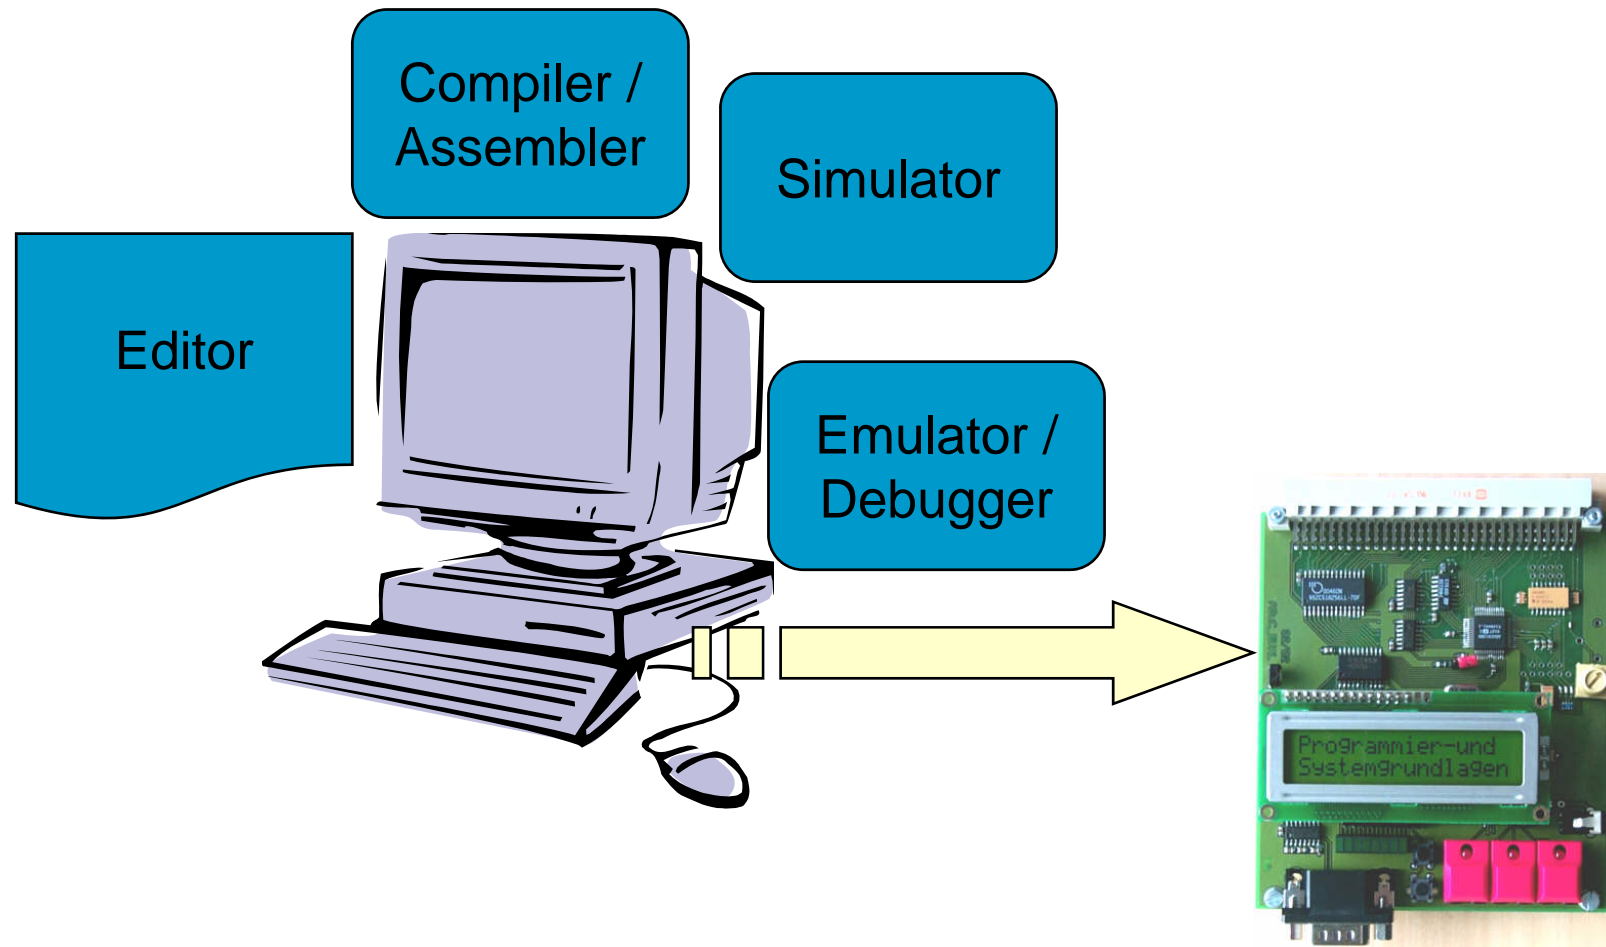 Compiler /
Assembler
Simulator
Editor
Emulator /
Debugger
Programmier-und
Systemgrundlagen